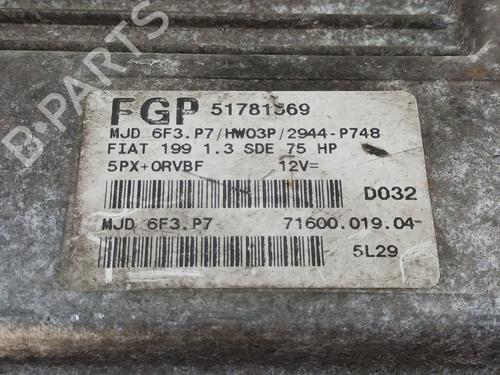 FGP 51781369
MJD 6F3.P7/HW03P/2944-P748
FIAT 199 1.3 SDE 75 HP
5PX+0RVBF 12V=
D032
MJD 6F3.P7 71600.019.04-
5L29
B-PARTS